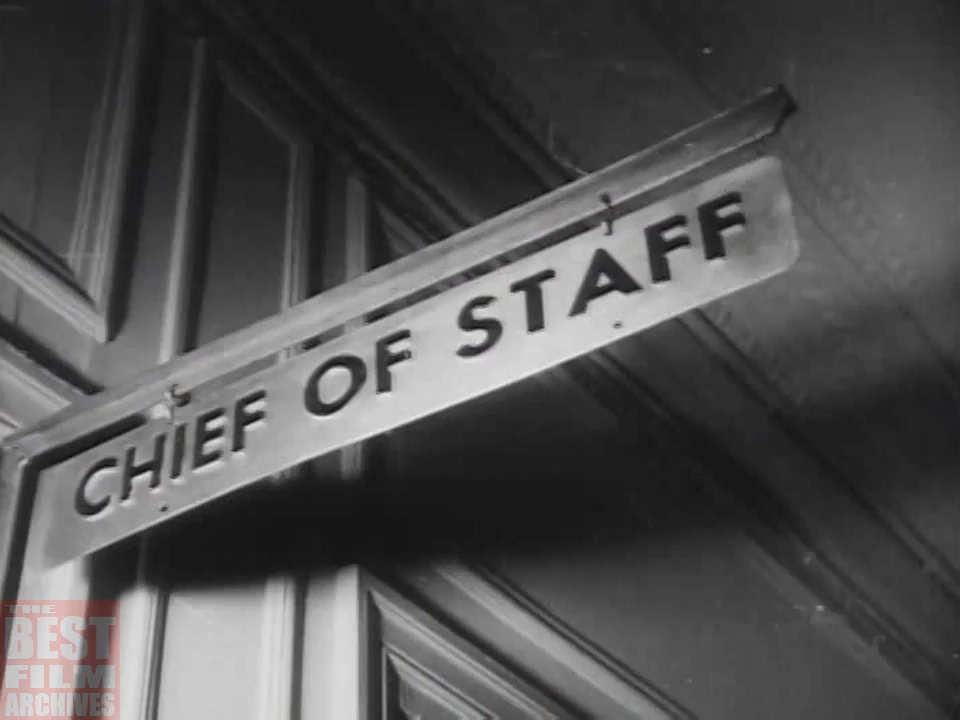 CHIEF OF STAFF
THE
BEST
FILM
ARCHIVES